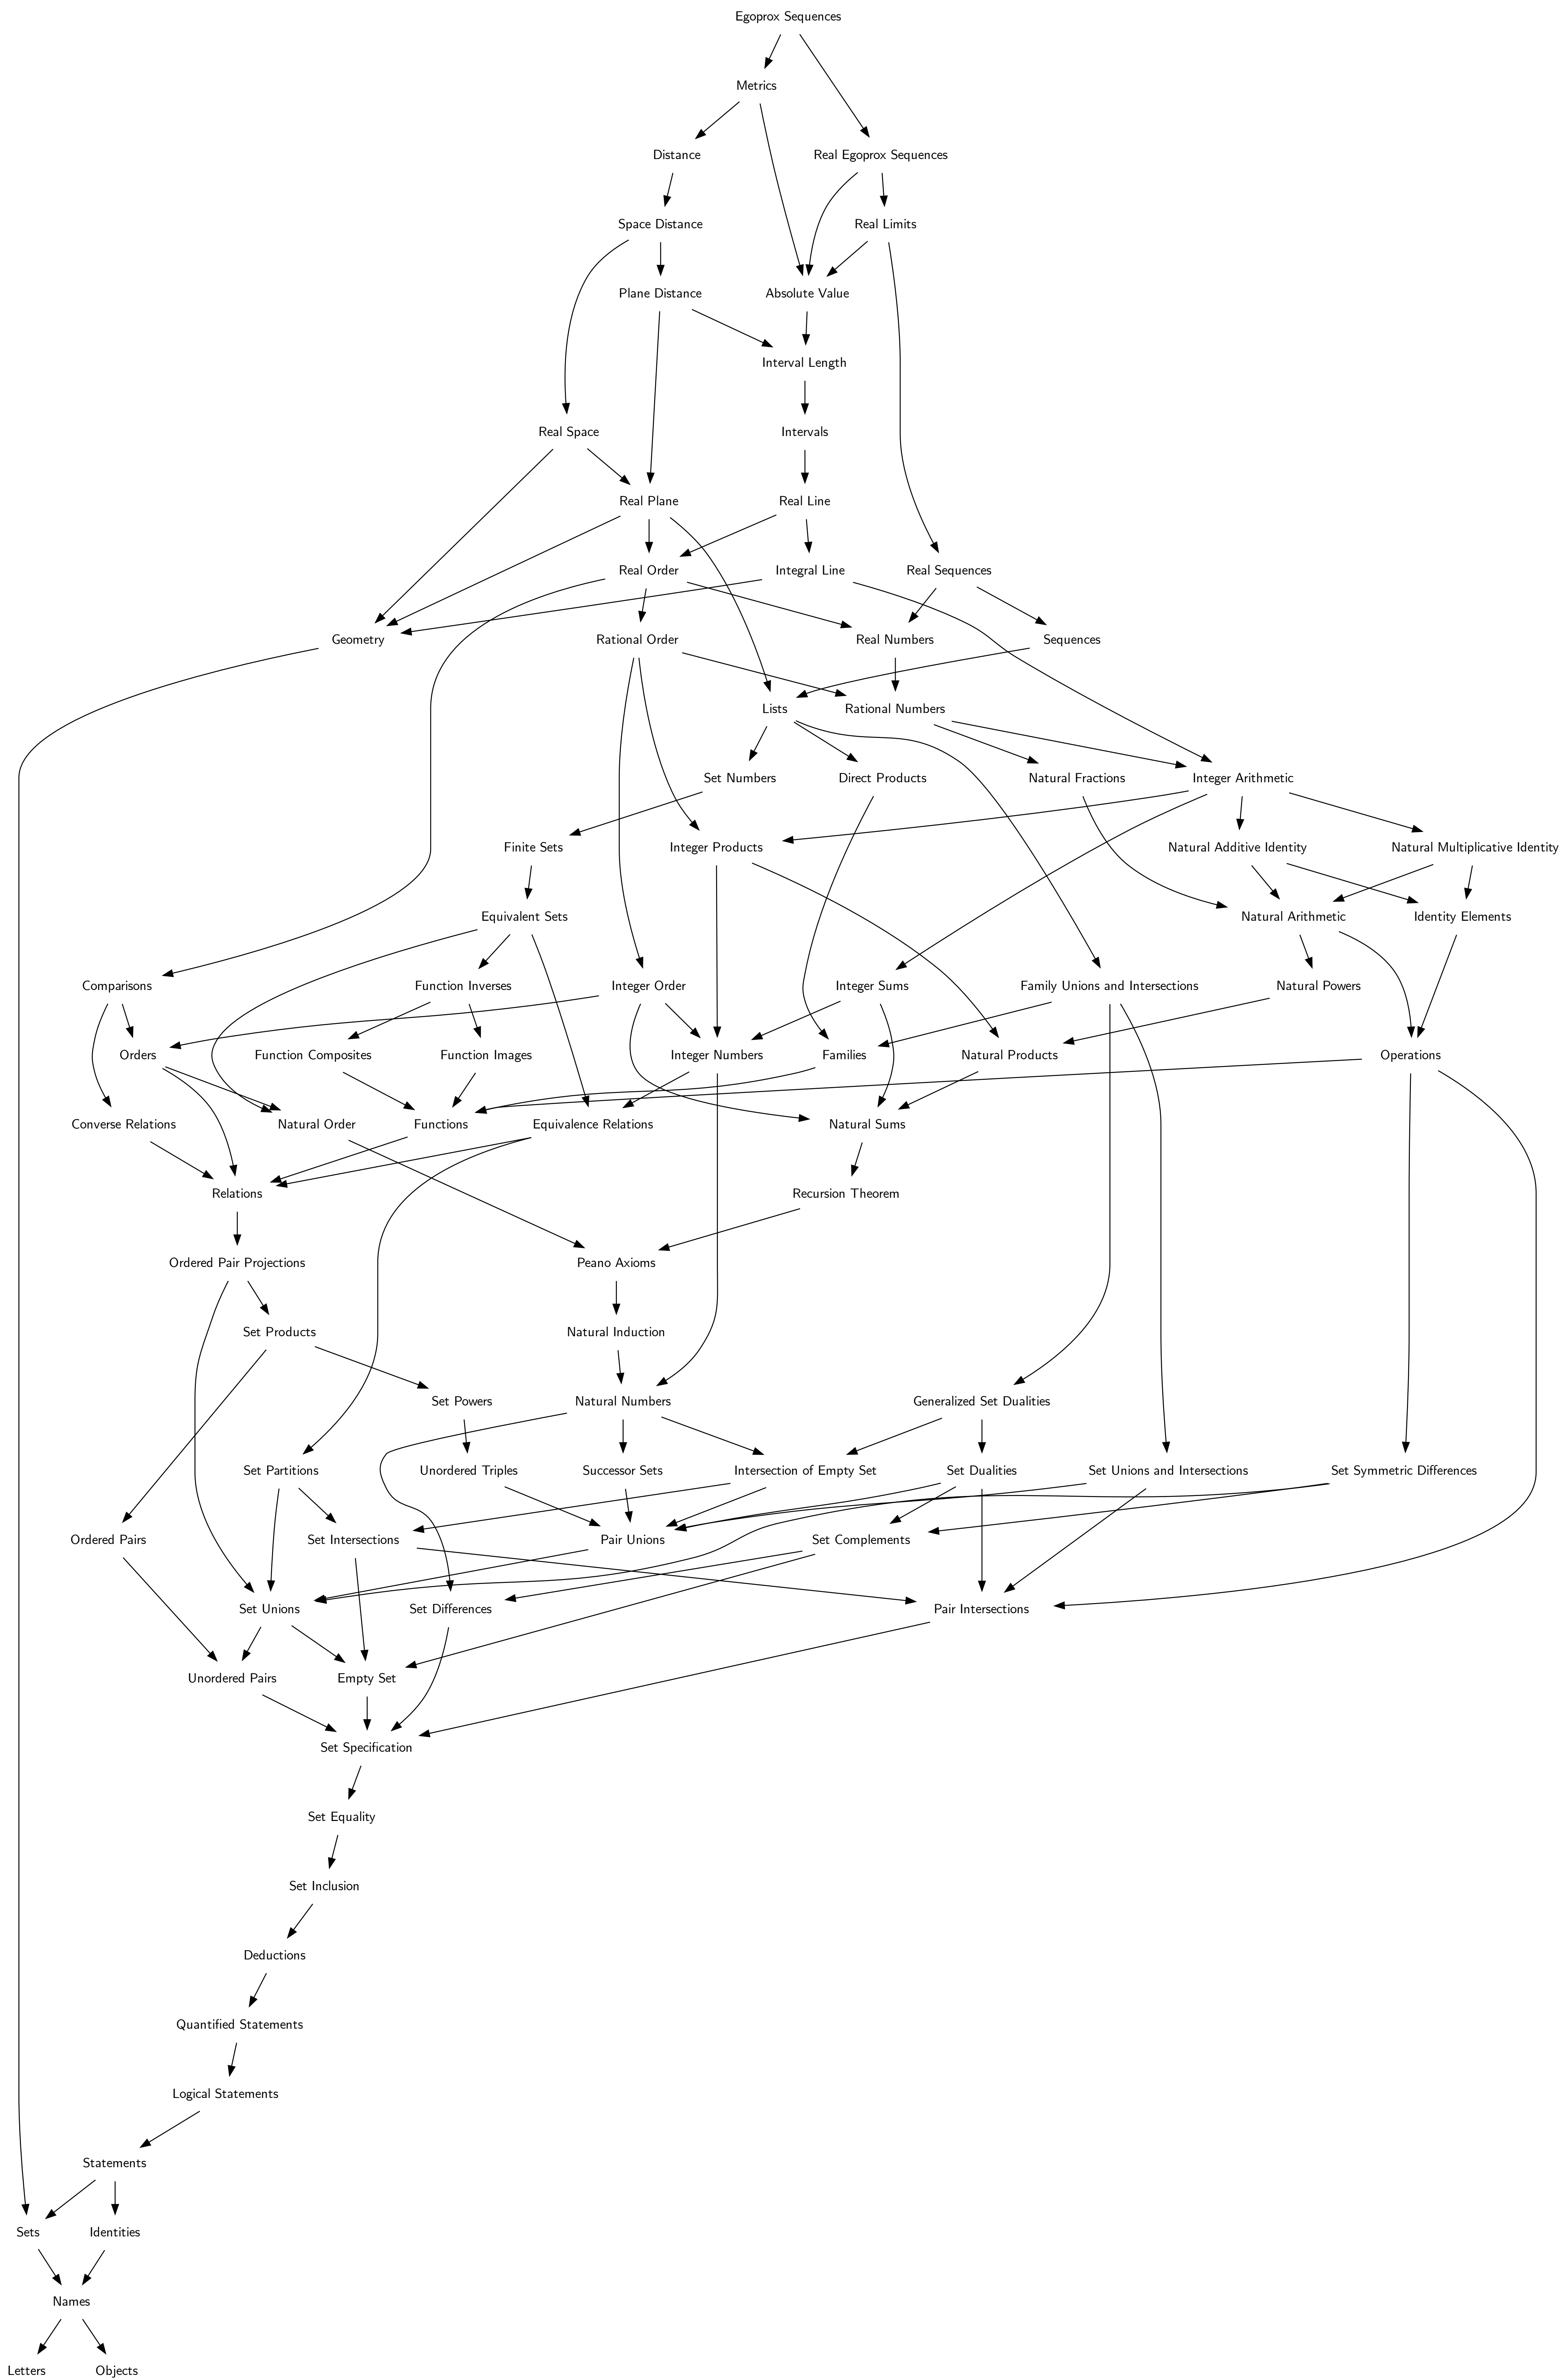 Egoprox Sequences
Metrics
Distance
Real Egoprox Sequences
Space Distance
Real Limits
Plane Distance
Absolute Value
Interval Length
Real Space
Intervals
Real Plane
Real Line
Real Order
Integral Line
Real Sequences
Geometry
Rational Order
Real Numbers
Sequences
Lists
Rational Numbers
Set Numbers
Direct Products
Natural Fractions
Integer Arithmetic
Finite Sets
Integer Products
Natural Additive Identity
Natural Multiplicative Identity
Equivalent Sets
Natural Arithmetic
Identity Elements
Comparisons
Function Inverses
Integer Order
Integer Sums
Family Unions and Intersections
Natural Powers
Orders
Function Composites
Function Images
Integer Numbers
Families
Natural Products
Operations
Converse Relations
Natural Order
Functions
Equivalence Relations
Natural Sums
Relations
Recursion Theorem
Ordered Pair Projections
Peano Axioms
Set Products
Natural Induction
Set Powers
Natural Numbers
Generalized Set Dualities
Set Partitions
Unordered Triples
Successor Sets
Intersection of Empty Set
Set Dualities
Set Unions and Intersections
Set Symmetric Differences
Ordered Pairs
Set Intersections
Pair Unions
Set Complements
Set Unions
Set Differences
Pair Intersections
Unordered Pairs
Empty Set
Set Specification
Set Equality
Set Inclusion
Deductions
Quantified Statements
Logical Statements
Statements
Sets
Identities
Names
Letters
Objects